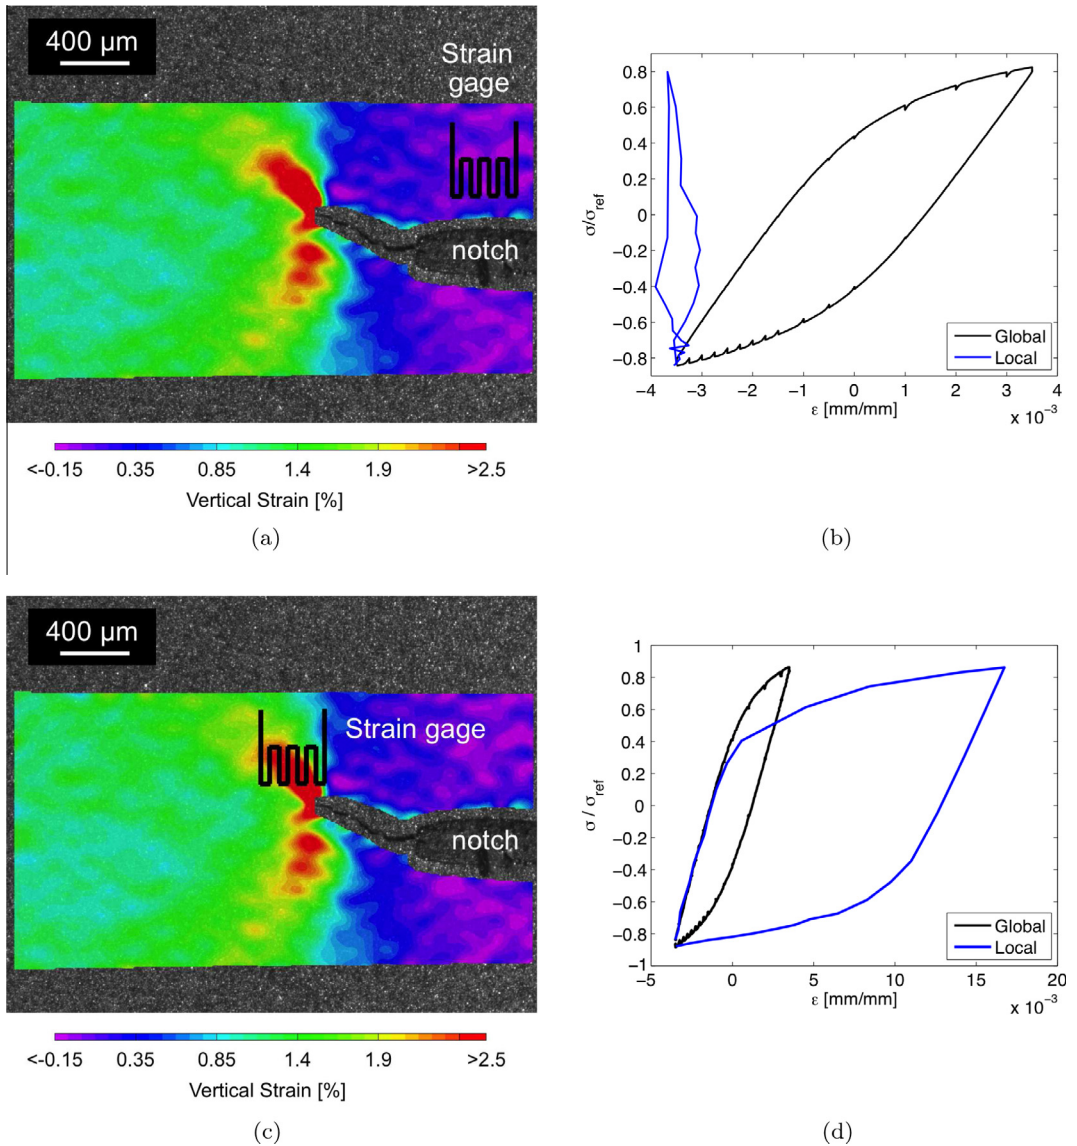 400 μm
Strain
gage
notch
<-0.15 0.35 0.85 1.4 1.9 >2.5
Vertical Strain [%]
(a)
σ/σref
0.8
0.6
0.4
0.2
0
−0.2
−0.4
−0.6
−0.8
−4 −3 −2 −1 0 1 2 3 4
ε [mm/mm]
x 10⁻³
Global
Local
(b)
400 μm
Strain gage
notch
<-0.15 0.35 0.85 1.4 1.9 >2.5
Vertical Strain [%]
(c)
σ / σref
1
0.8
0.6
0.4
0.2
0
−0.2
−0.4
−0.6
−0.8
−1
−5 0 5 10 15 20
ε [mm/mm]
x 10⁻³
Global
Local
(d)